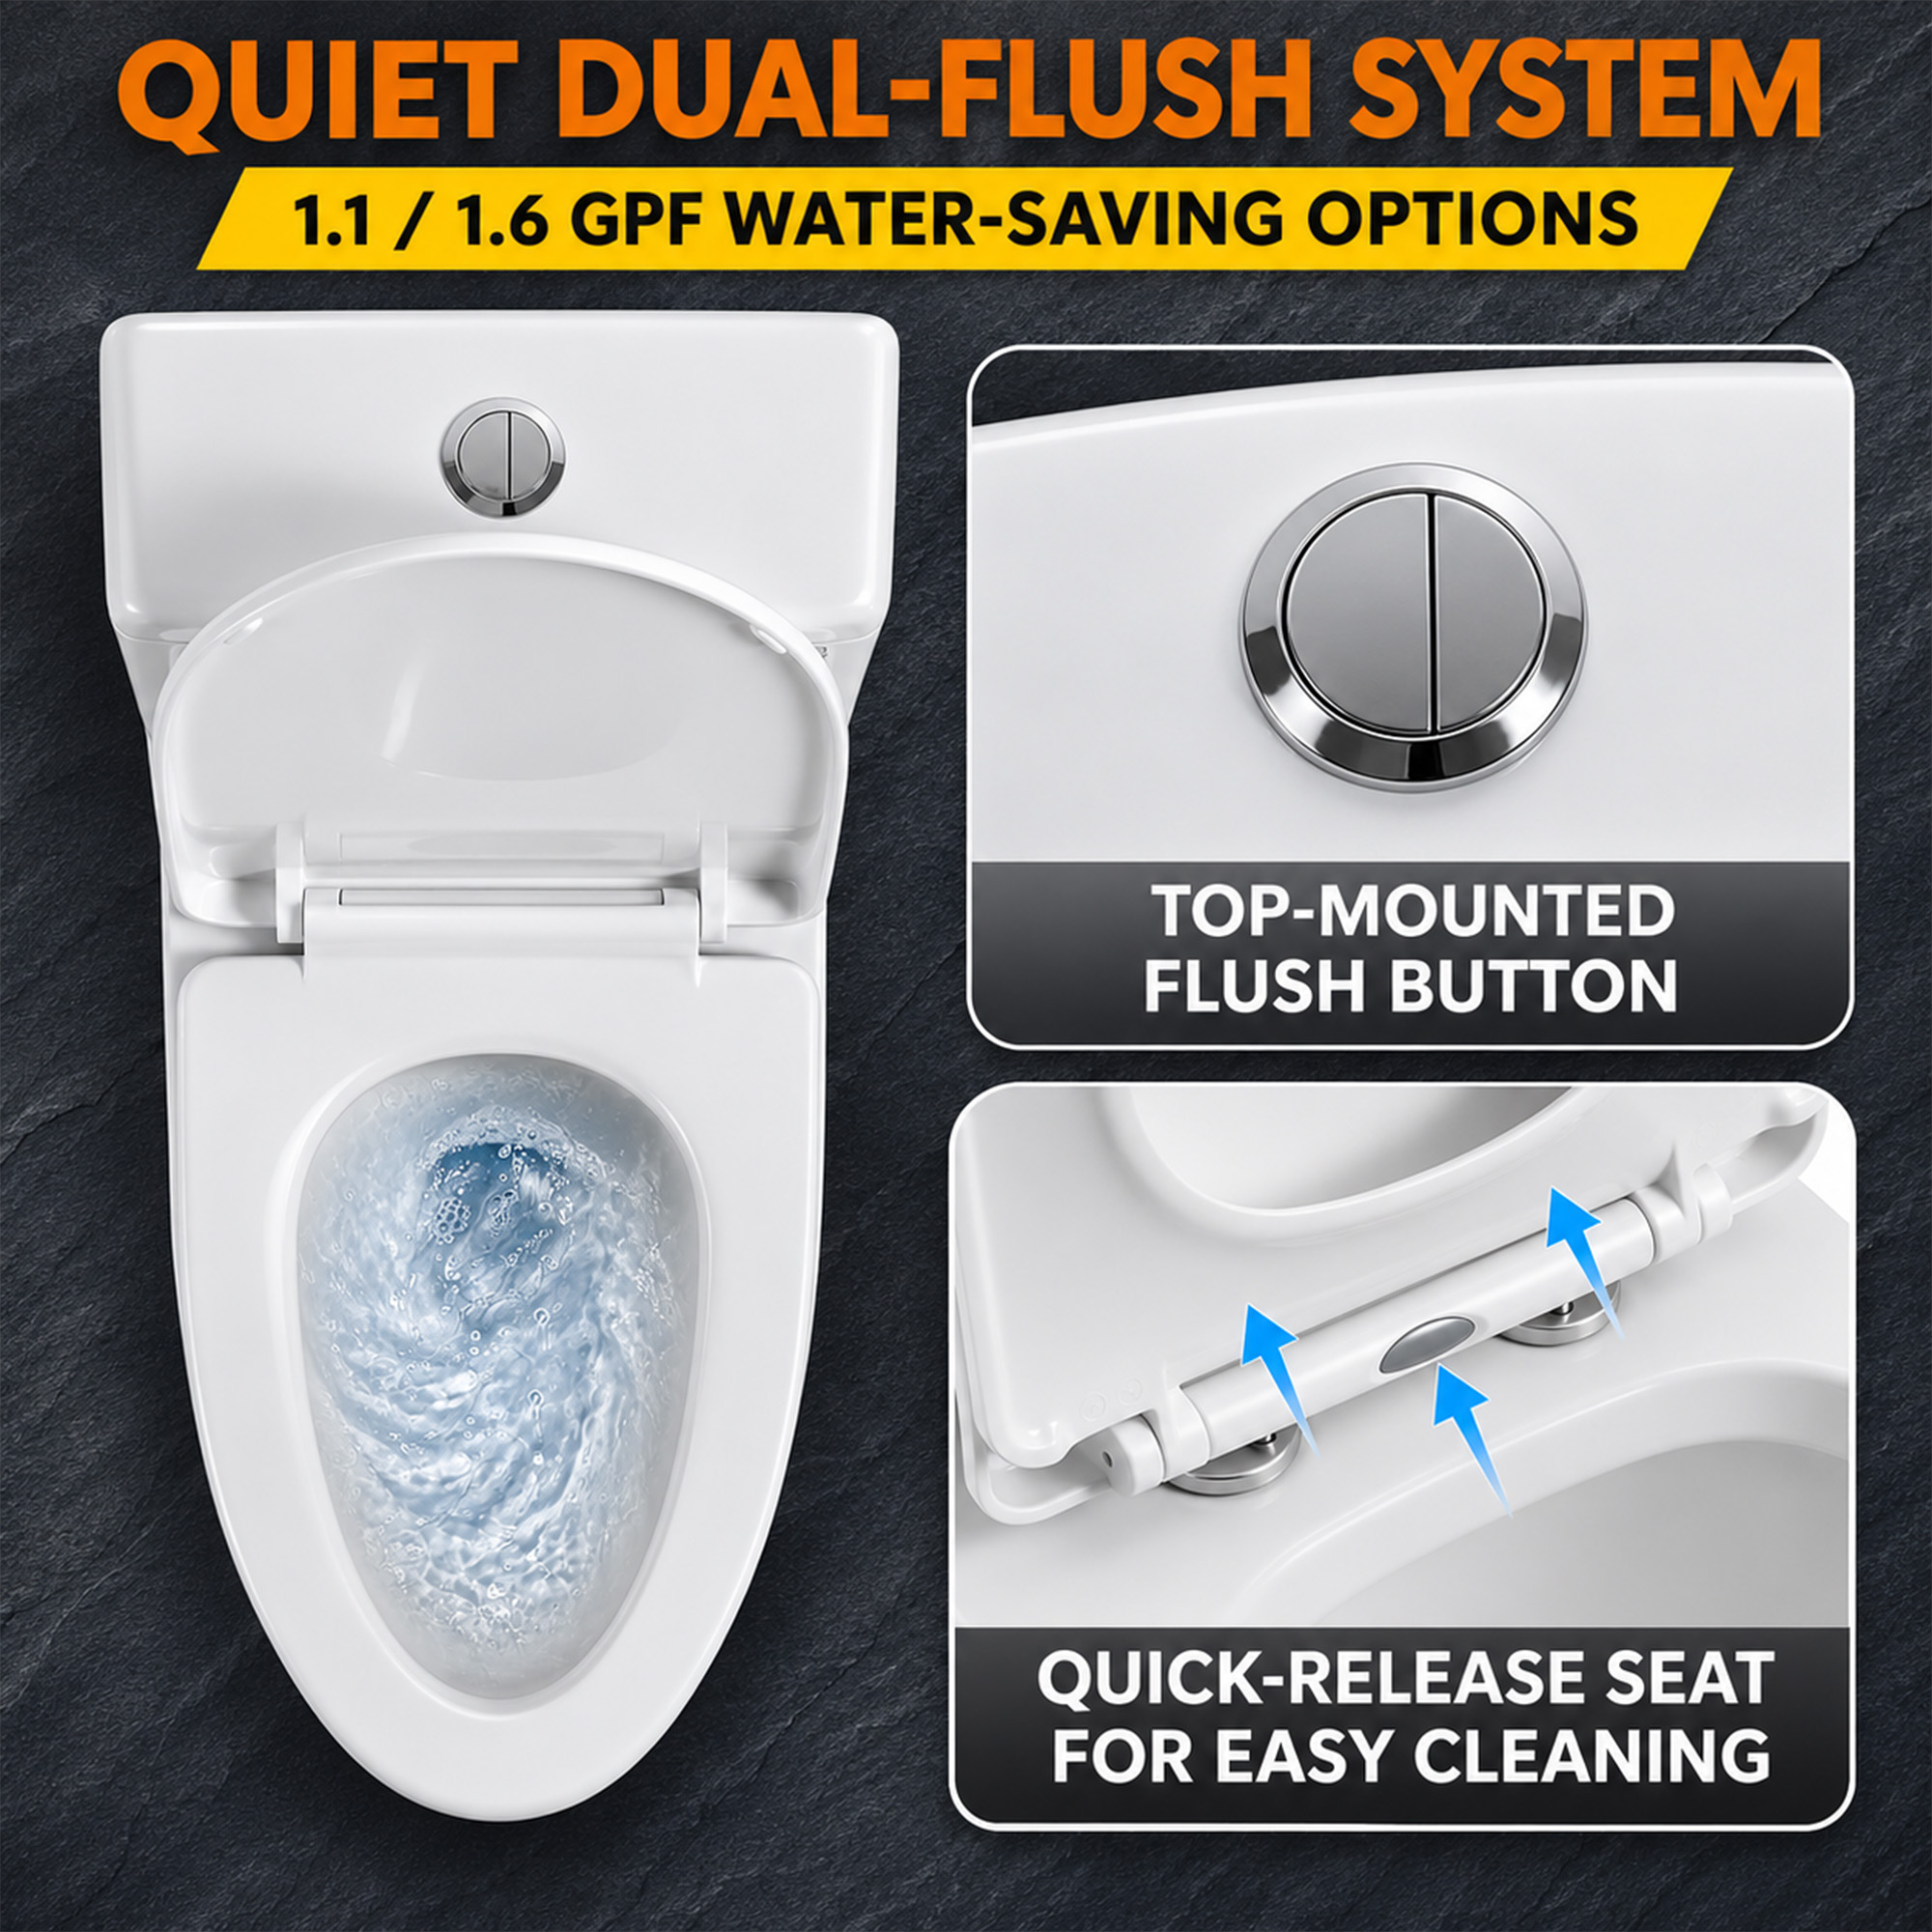 QUIET DUAL-FLUSH SYSTEM
1.1 / 1.6 GPF WATER-SAVING OPTIONS
TOP-MOUNTED
FLUSH BUTTON
QUICK-RELEASE SEAT
FOR EASY CLEANING